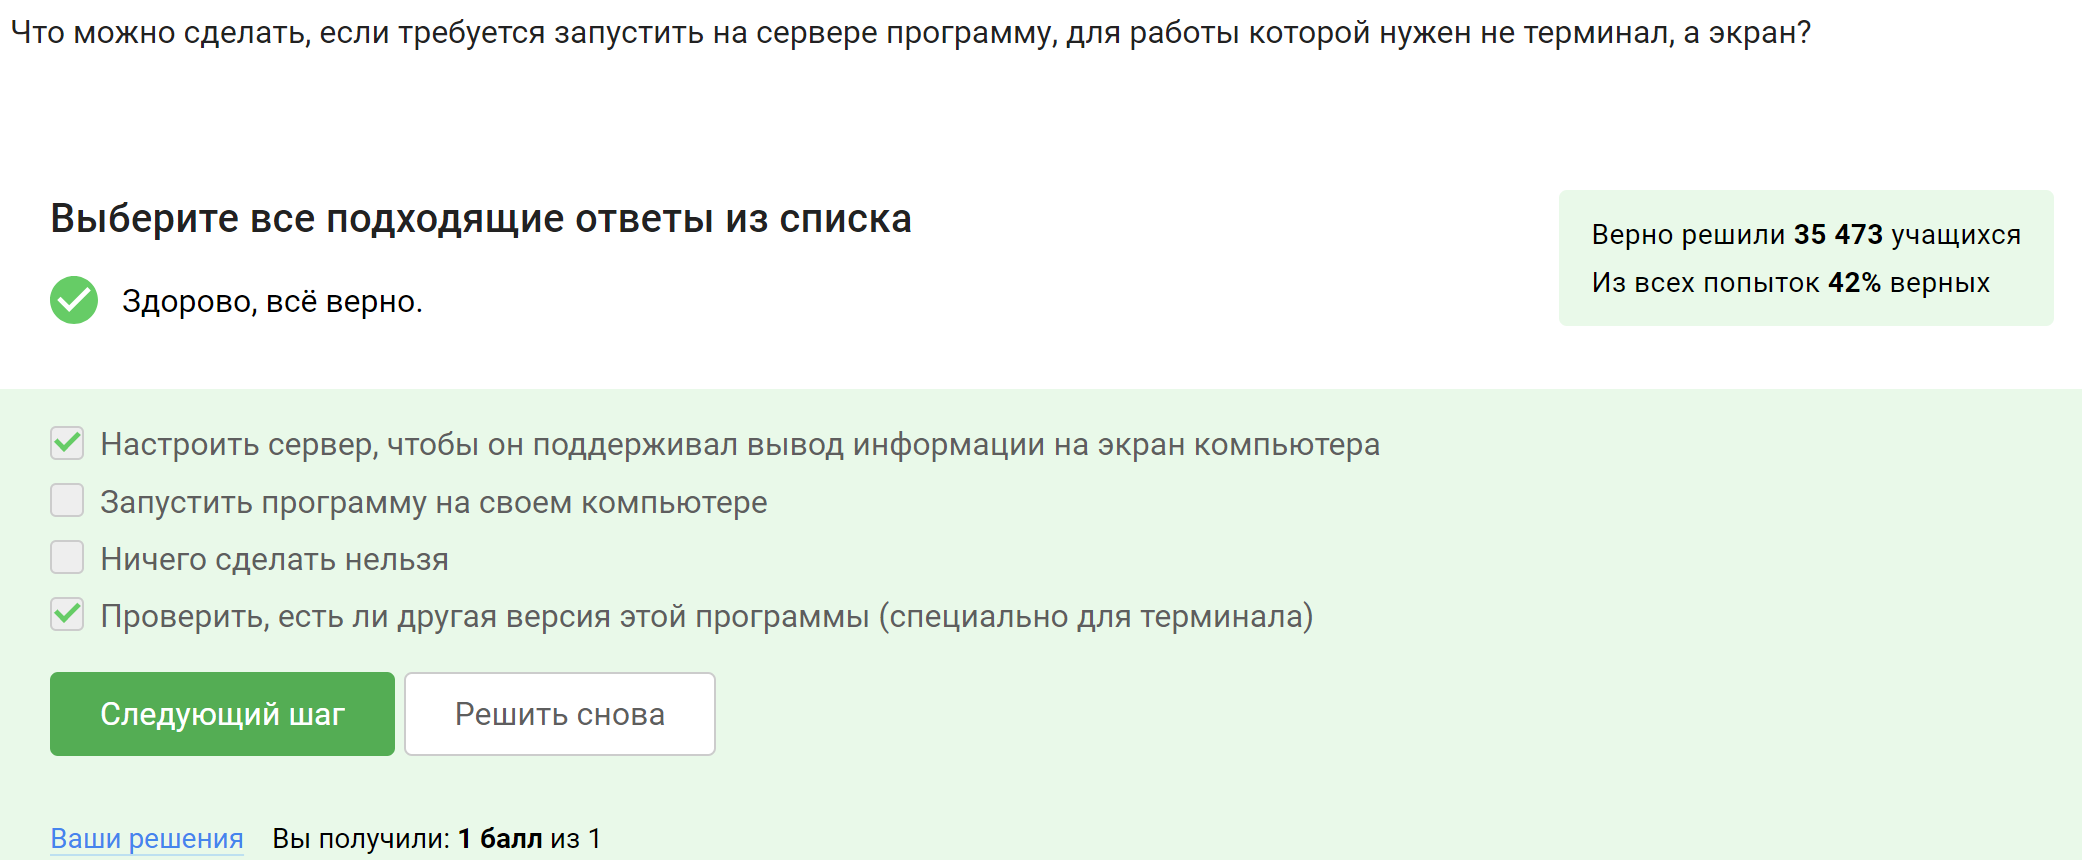 Что можно сделать, если требуется запустить на сервере программу, для работы которой нужен не терминал, а экран?
Выберите все подходящие ответы из списка
Здорово, всё верно.
Верно решили 35 473 учащихся
Из всех попыток 42% верных
Настроить сервер, чтобы он поддерживал вывод информации на экран компьютера
Запустить программу на своем компьютере
Ничего сделать нельзя
Проверить, есть ли другая версия этой программы (специально для терминала)
Следующий шаг
Решить снова
Ваши решения Вы получили: 1 балл из 1